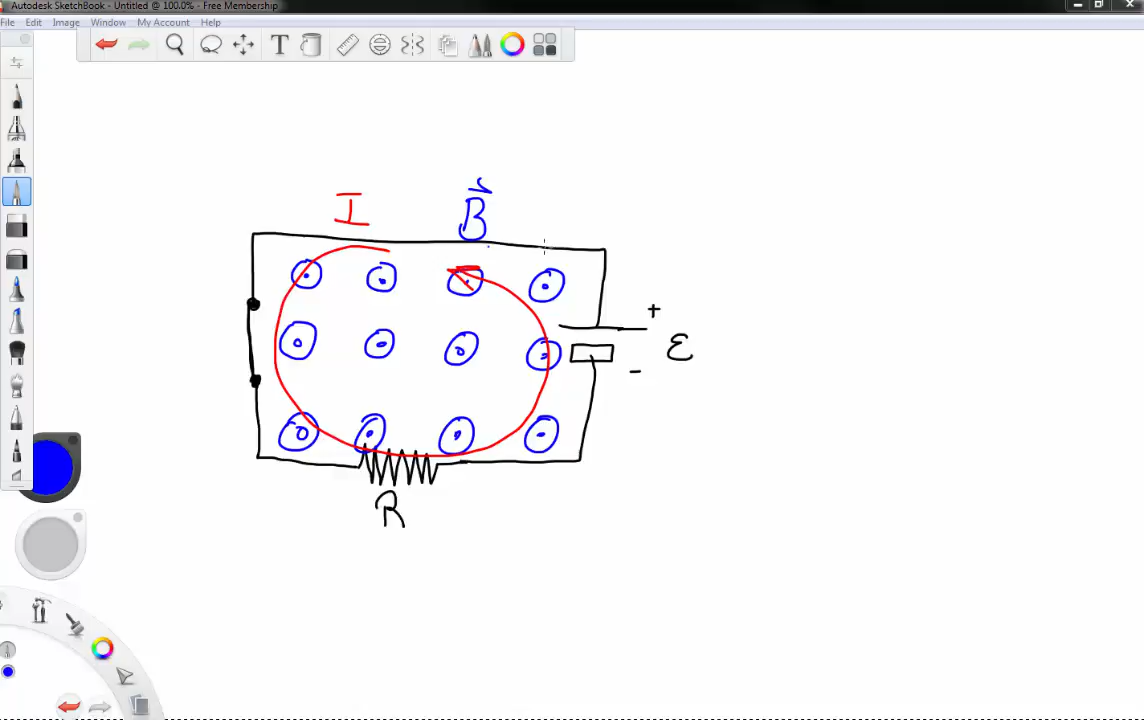 Autodesk SketchBook - Untitled @ 100.0% - Free Membership
File Edit Image Window My Account Help
T
I
B
+
ε
-
R